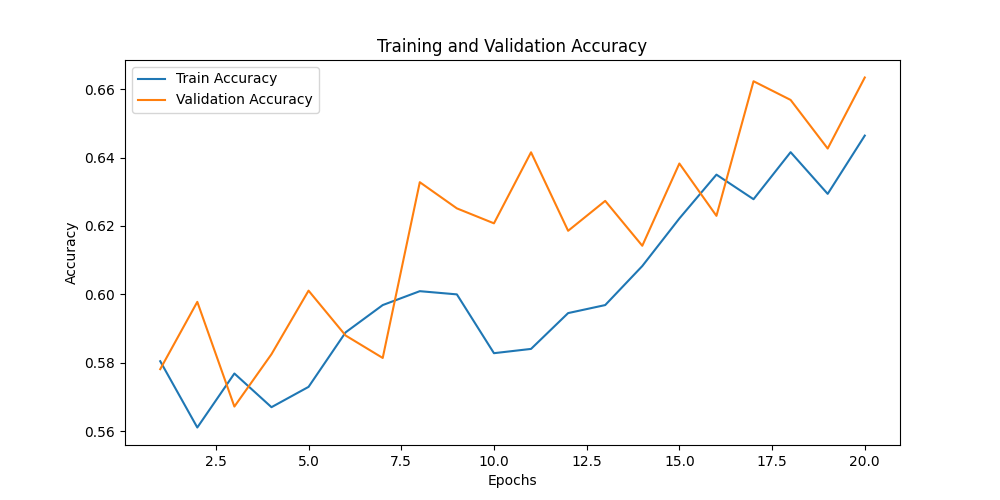 Training and Validation Accuracy
Train Accuracy
Validation Accuracy
0.66
0.64
0.62
0.60
0.58
0.56
Accuracy
2.5 5.0 7.5 10.0 12.5 15.0 17.5 20.0
Epochs